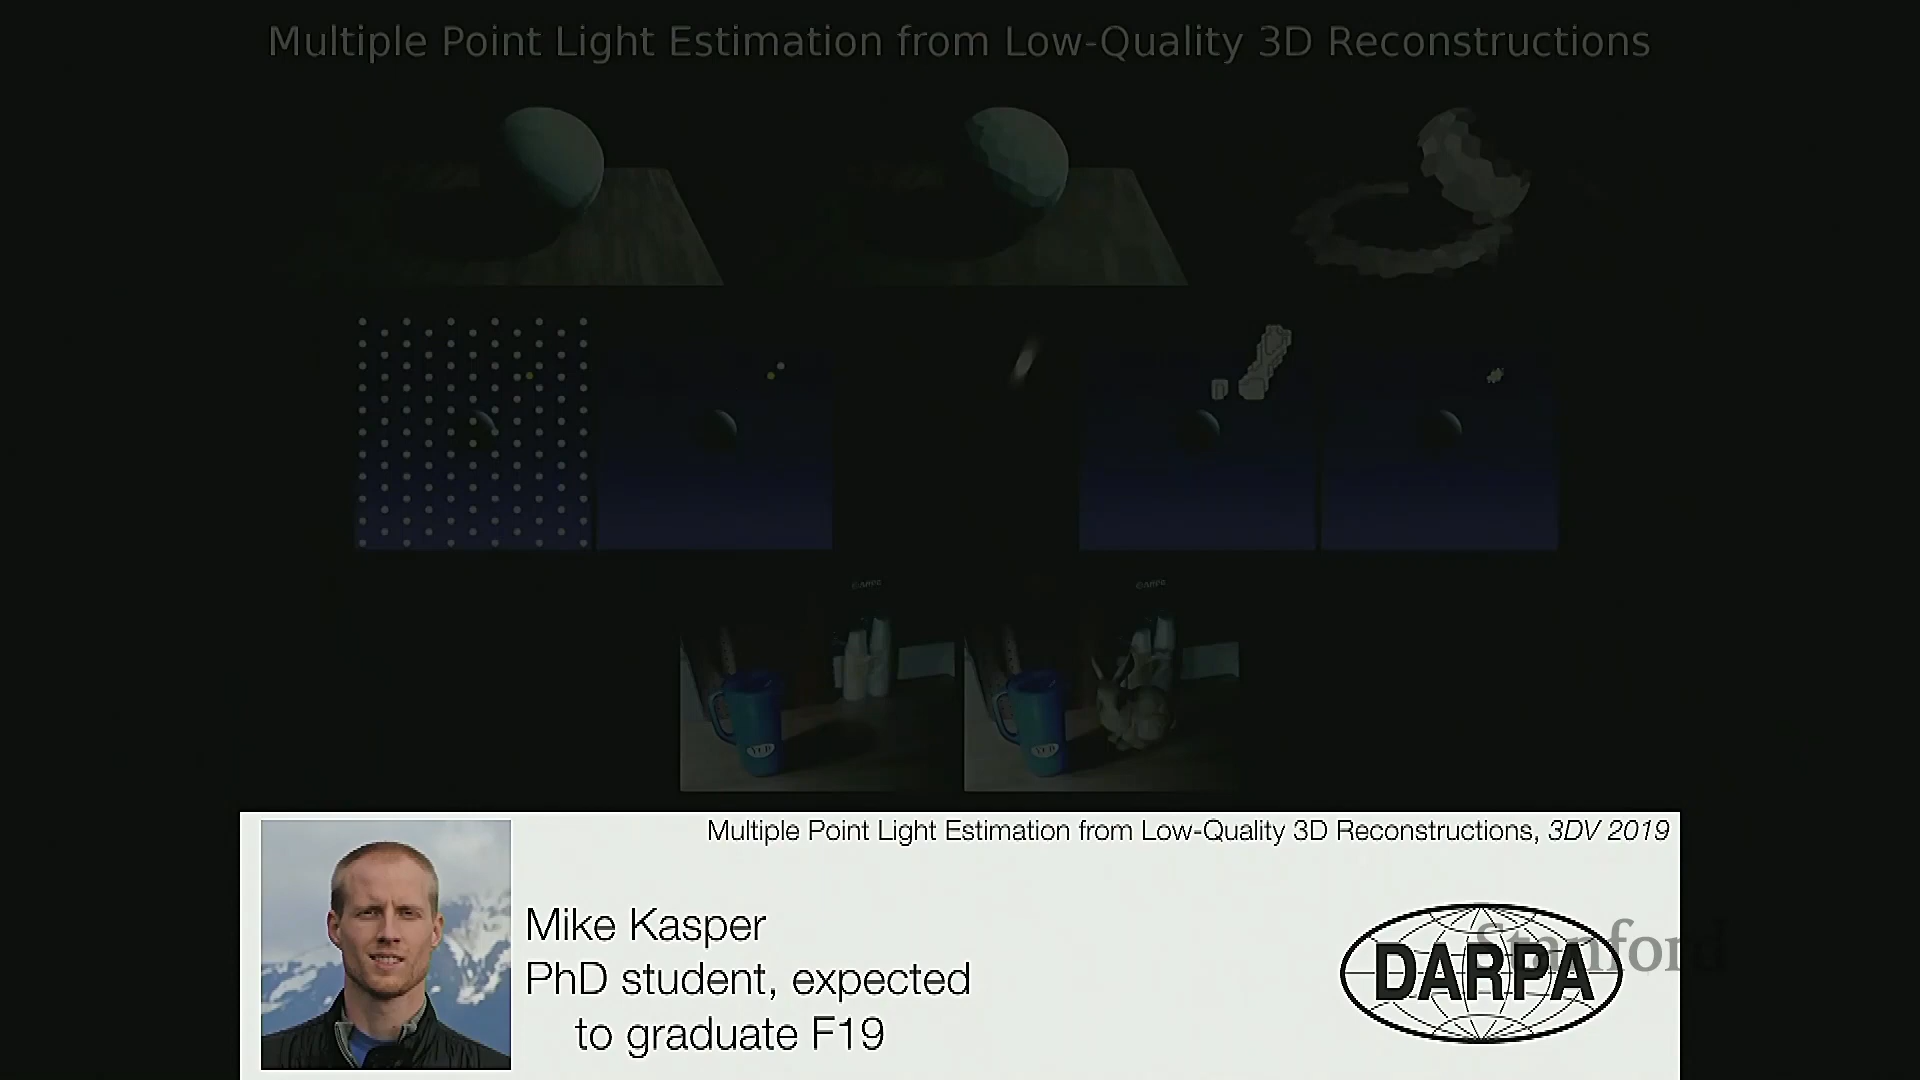 Multiple Point Light Estimation from Low-Quality 3D Reconstructions
Multiple Point Light Estimation from Low-Quality 3D Reconstructions, 3DV 2019
Mike Kasper
PhD student, expected
to graduate F19
DARPA
Stanford